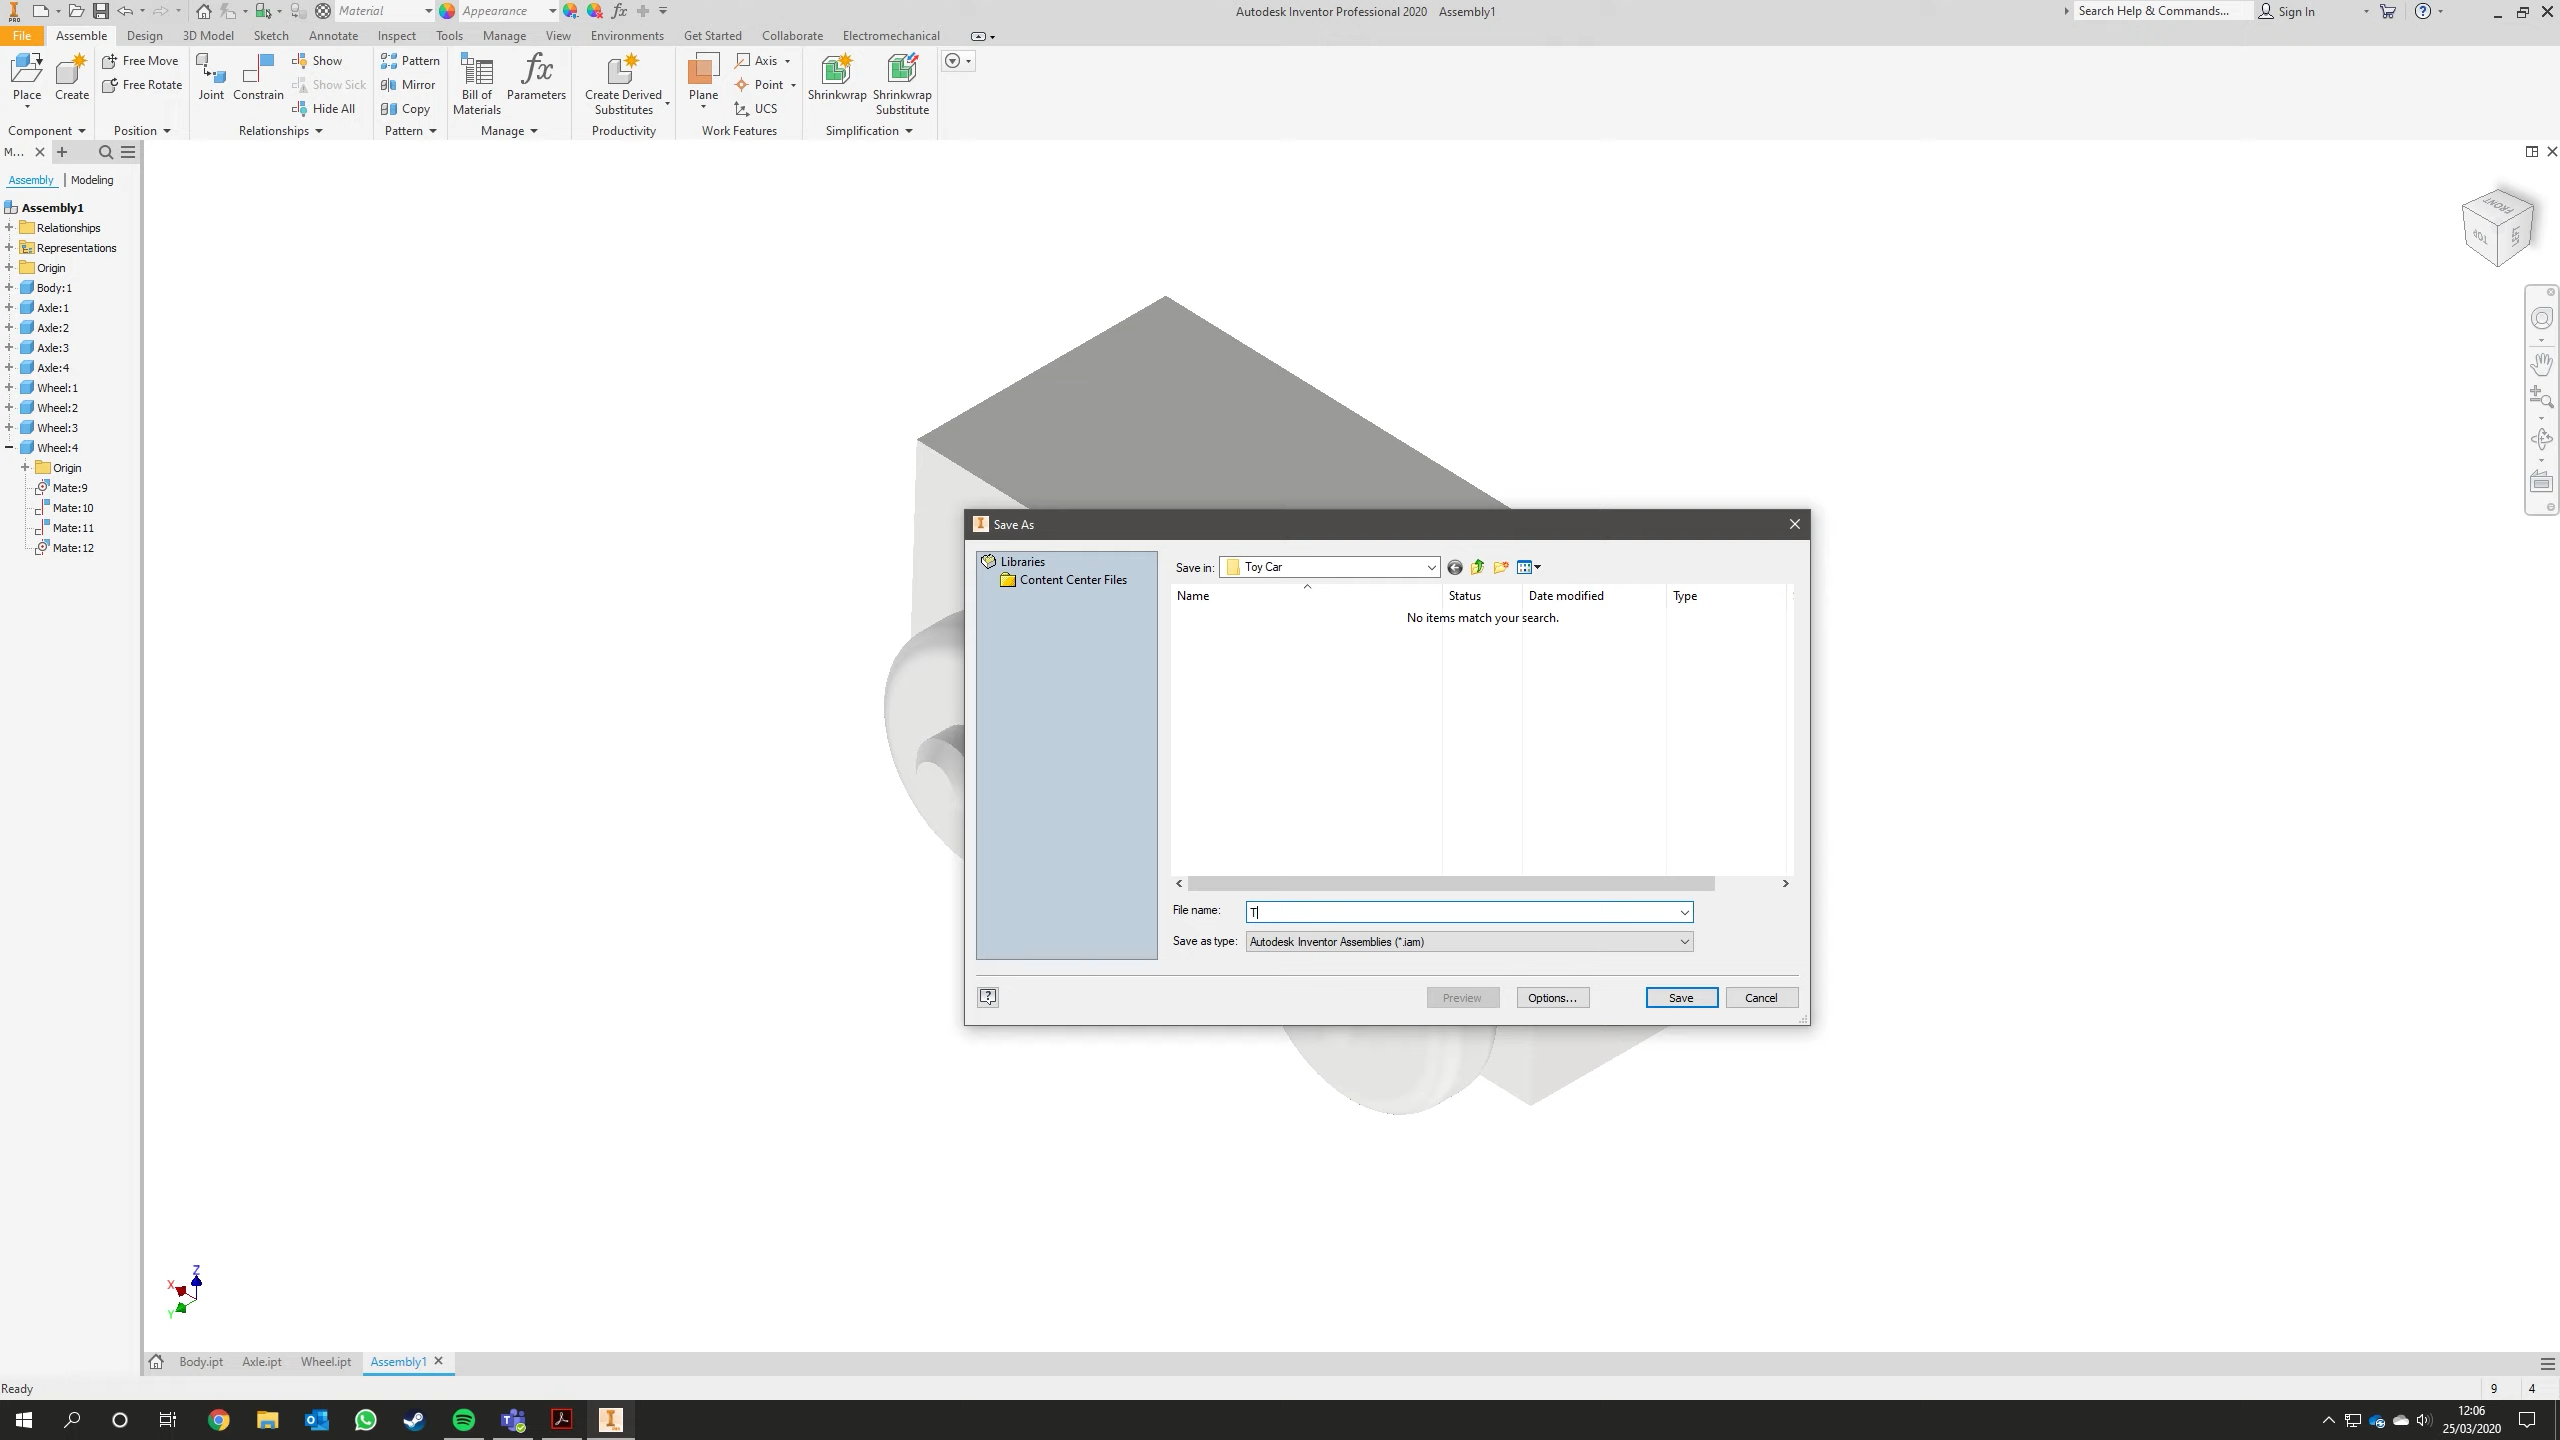 Material
Appearance
Autodesk Inventor Professional 2020 Assembly1
Search Help & Commands...
Sign In
File Assemble Design 3D Model Sketch Annotate Inspect Tools Manage View Environments Get Started Collaborate Electromechanical
Place
Create
Free Move
Free Rotate
Joint
Constrain
Show
Show Sick
Hide All
Pattern
Mirror
Copy
Bill of
Materials
fx
Parameters
Create Derived
Substitutes
Plane
Axis
Point
UCS
Shrinkwrap
Shrinkwrap
Substitute
Component Position Relationships Pattern Manage Productivity Work Features Simplification
M...
Assembly | Modeling
Assembly1
Relationships
Representations
Origin
Body:1
Axle:1
Axle:2
Axle:3
Axle:4
Wheel:1
Wheel:2
Wheel:3
Wheel:4
Origin
Mate:9
Mate:10
Mate:11
Mate:12
FRONT
TOP
LEFT
Save As
Libraries
Content Center Files
Save in: Toy Car
Name Status Date modified Type
No items match your search.
File name: T
Save as type: Autodesk Inventor Assemblies (*.iam)
Preview Options... Save Cancel
Z
X
Y
Body.ipt Axle.ipt Wheel.ipt Assembly1
Ready
9 4
12:06
25/03/2020